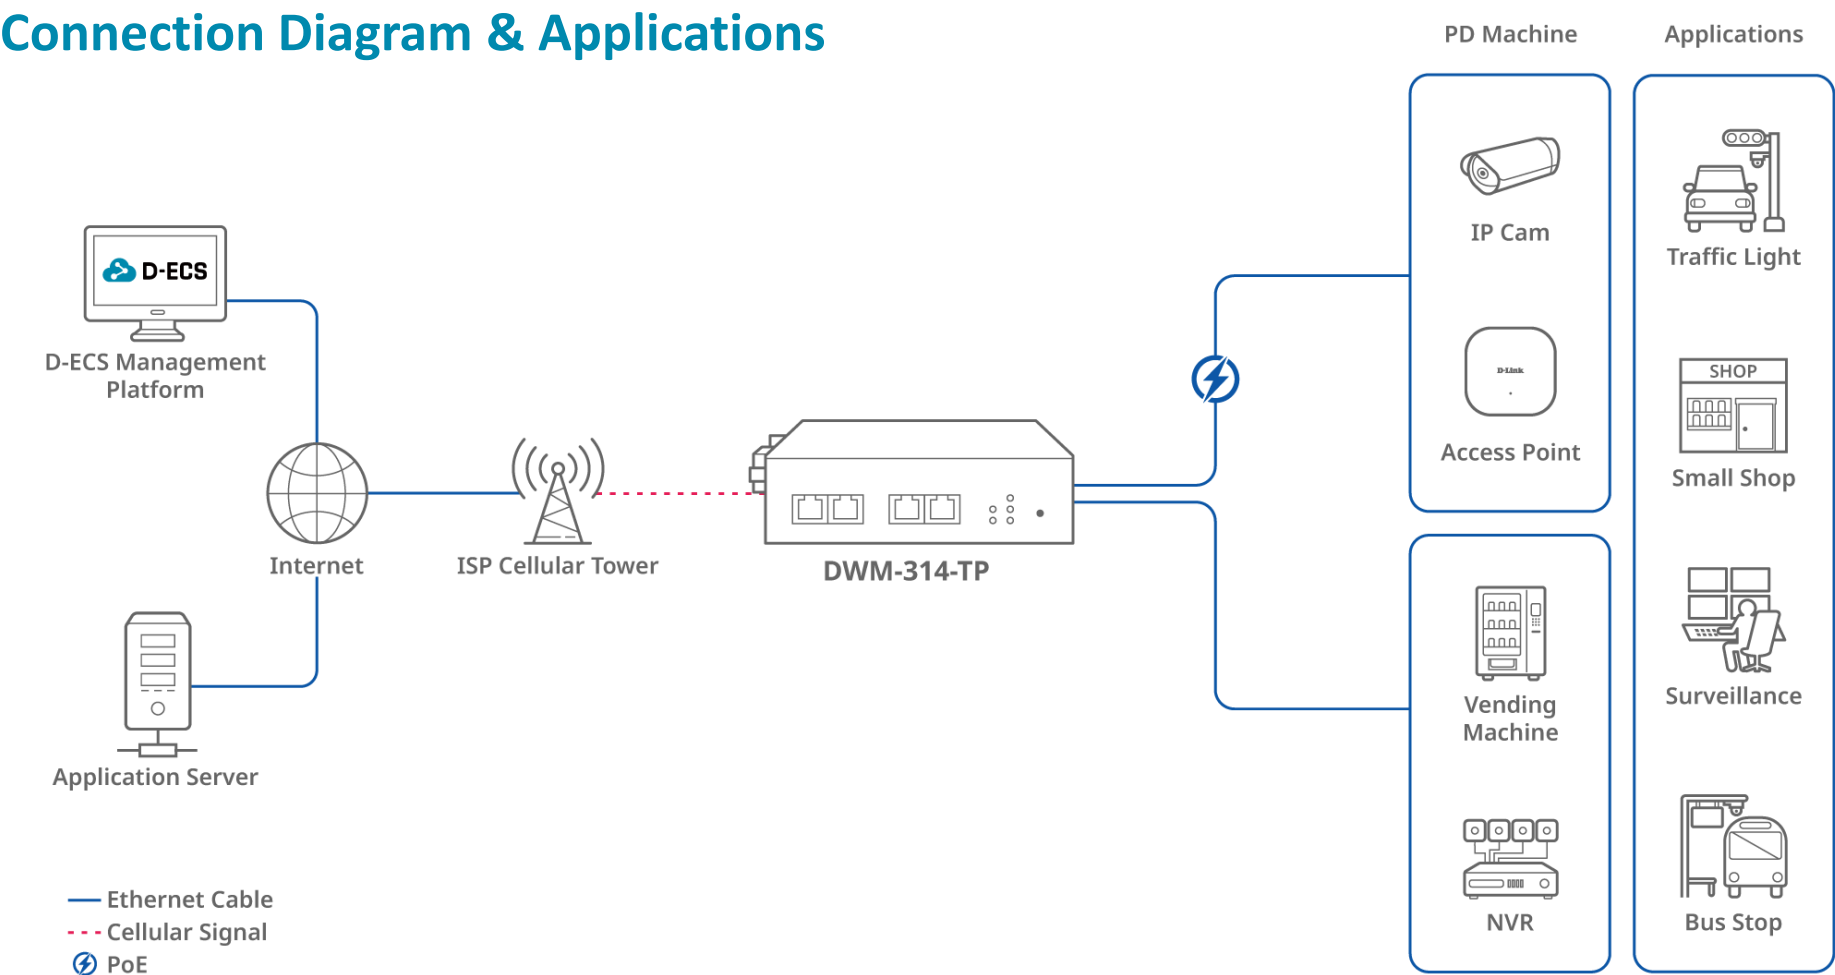 Connection Diagram & Applications
PD Machine
Applications
D-ECS
D-ECS Management
Platform
Internet
Application Server
ISP Cellular Tower
DWM-314-TP
IP Cam
D-Link
Access Point
Vending
Machine
NVR
Traffic Light
SHOP
Small Shop
Surveillance
Bus Stop
Ethernet Cable
Cellular Signal
PoE